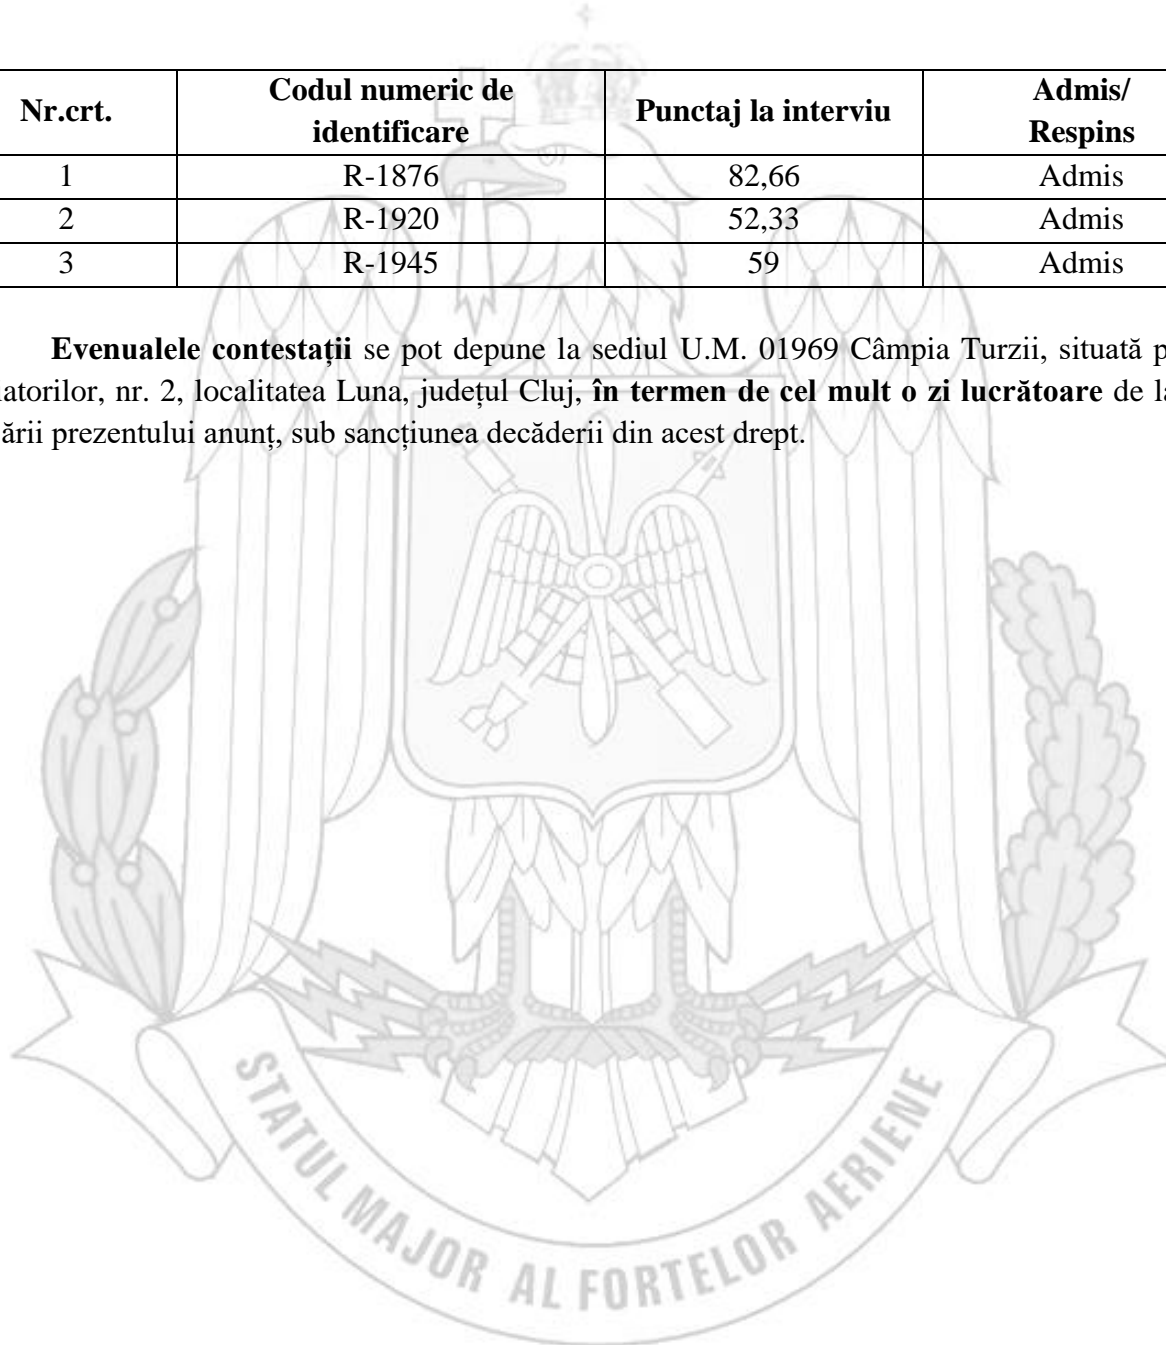 Nr.crt. Codul numeric de identificare Punctaj la interviu Admis/ Respins
1 R-1876 82,66 Admis
2 R-1920 52,33 Admis
3 R-1945 59 Admis
Evenualele contestații se pot depune la sediul U.M. 01969 Câmpia Turzii, situată p
iatorilor, nr. 2, localitatea Luna, județul Cluj, în termen de cel mult o zi lucrătoare de la
ării prezentului anunț, sub sancțiunea decăderii din acest drept.
STATUL MAJOR AL FORTELOR AERIENE